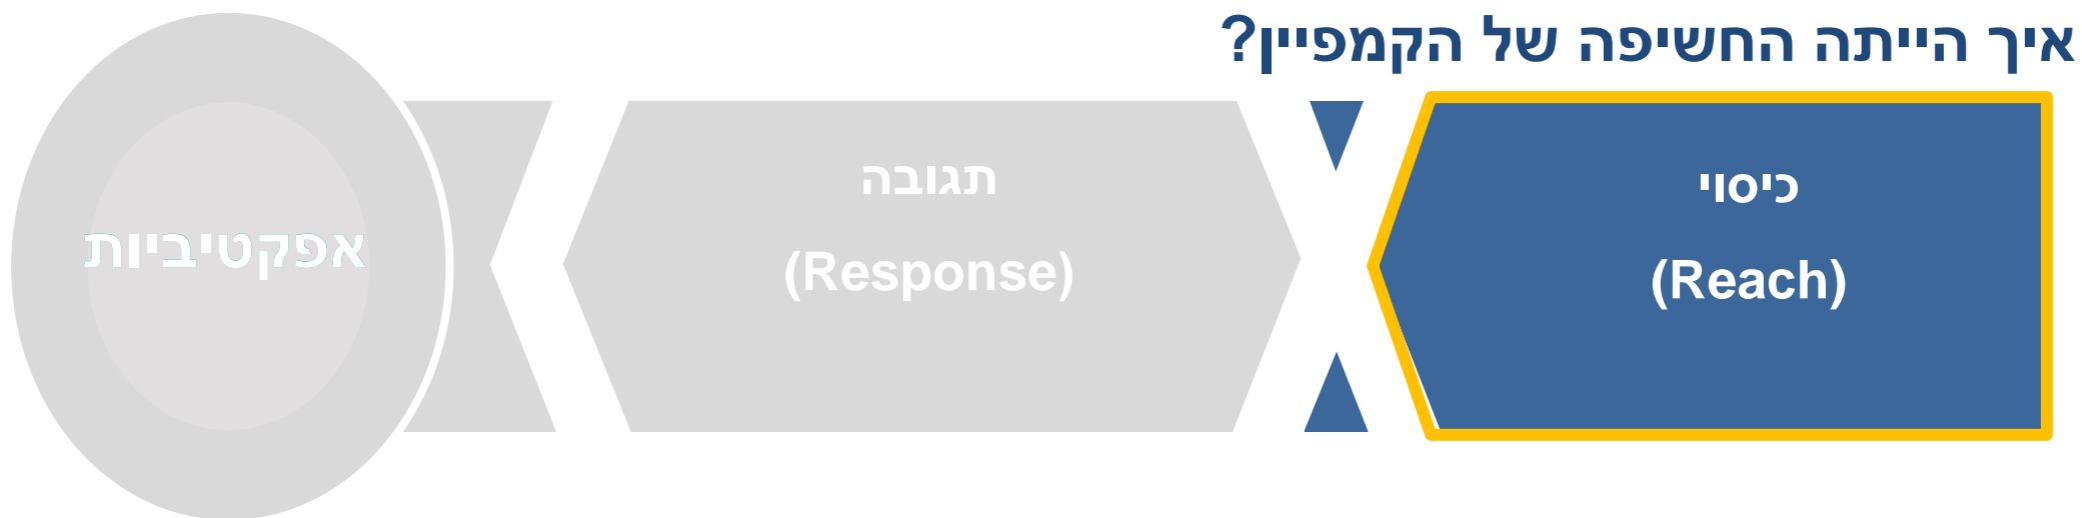 איך הייתה החשיפה של הקמפיין?
כיסוי
(Reach)
תגובה
(Response)
אפקטיביות